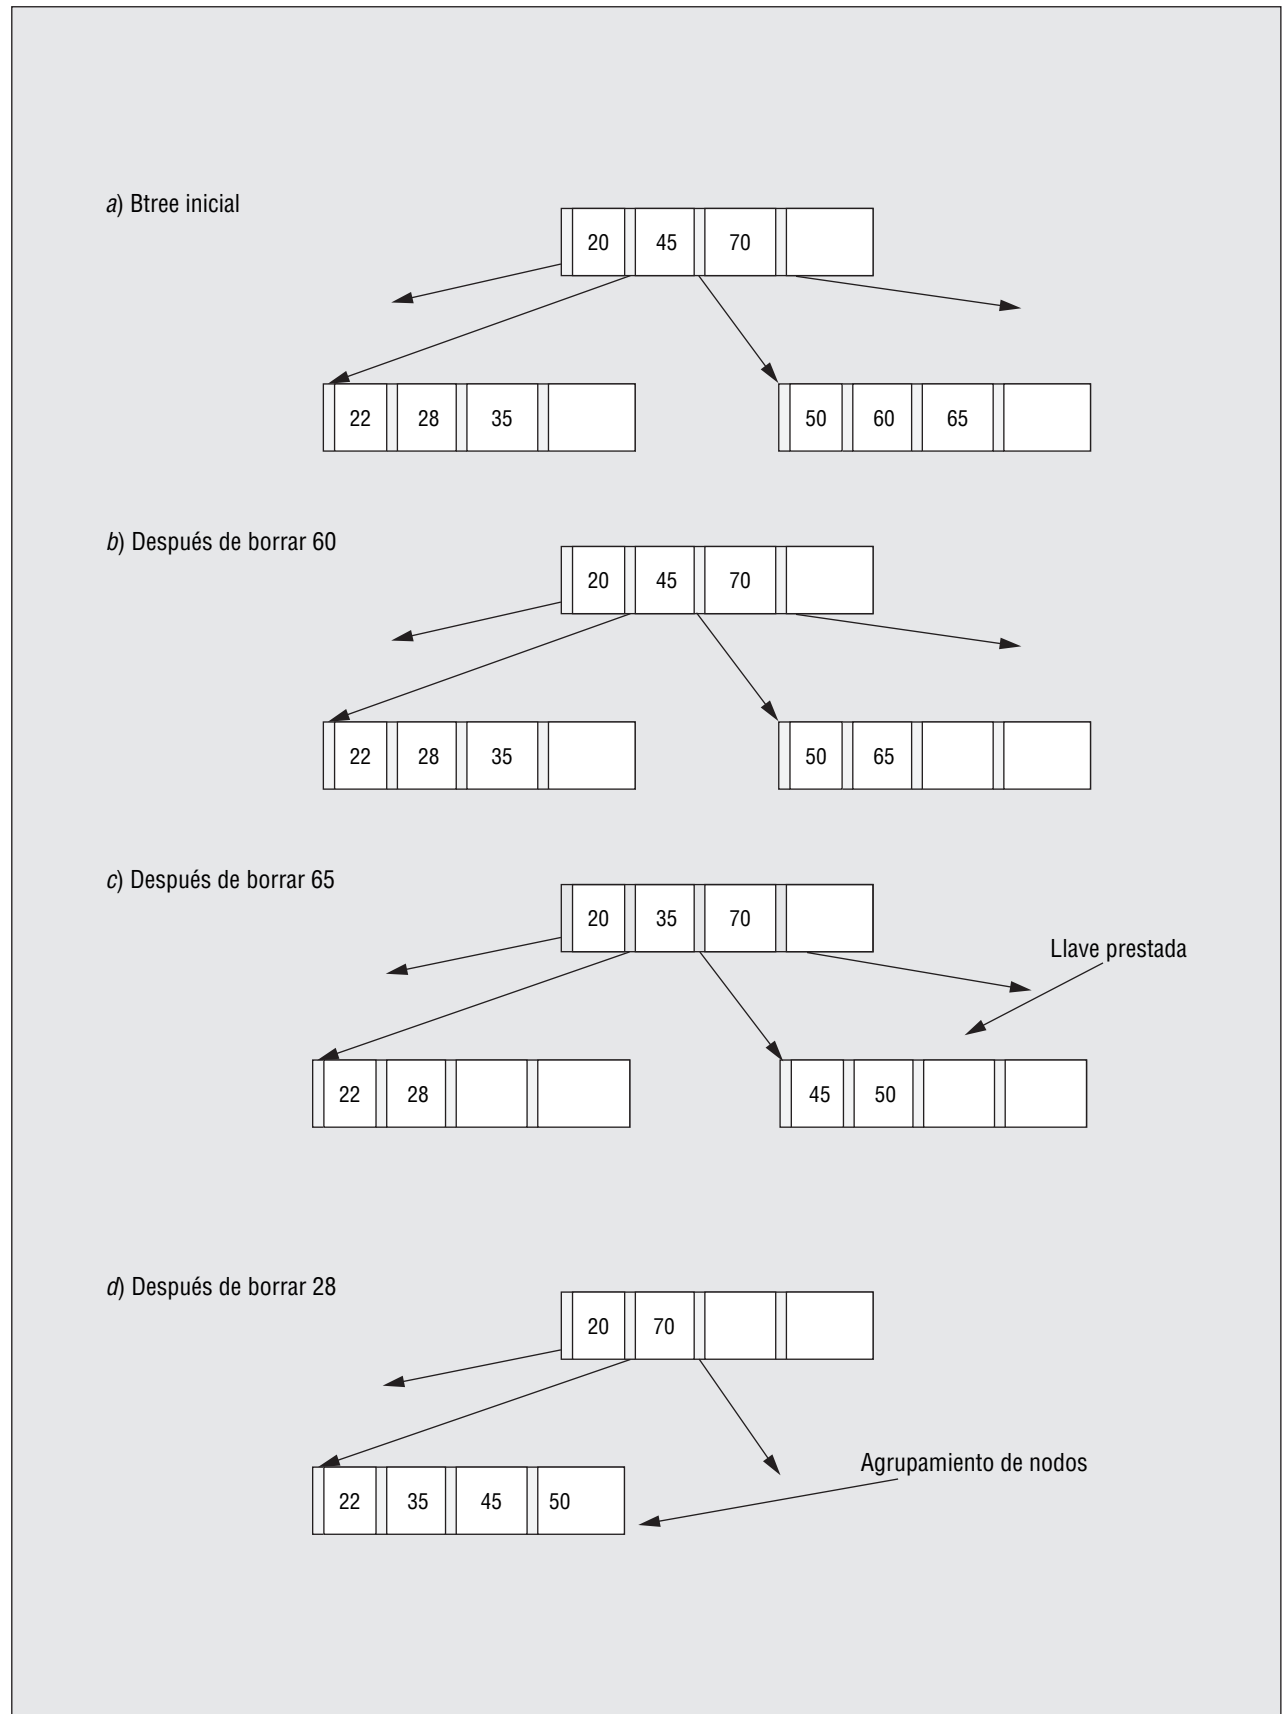 a) Btree inicial
20 45 70
22 28 35
50 60 65
b) Después de borrar 60
20 45 70
22 28 35
50 65
c) Después de borrar 65
20 35 70
Llave prestada
22 28
45 50
d) Después de borrar 28
20 70
Agrupamiento de nodos
22 35 45 50